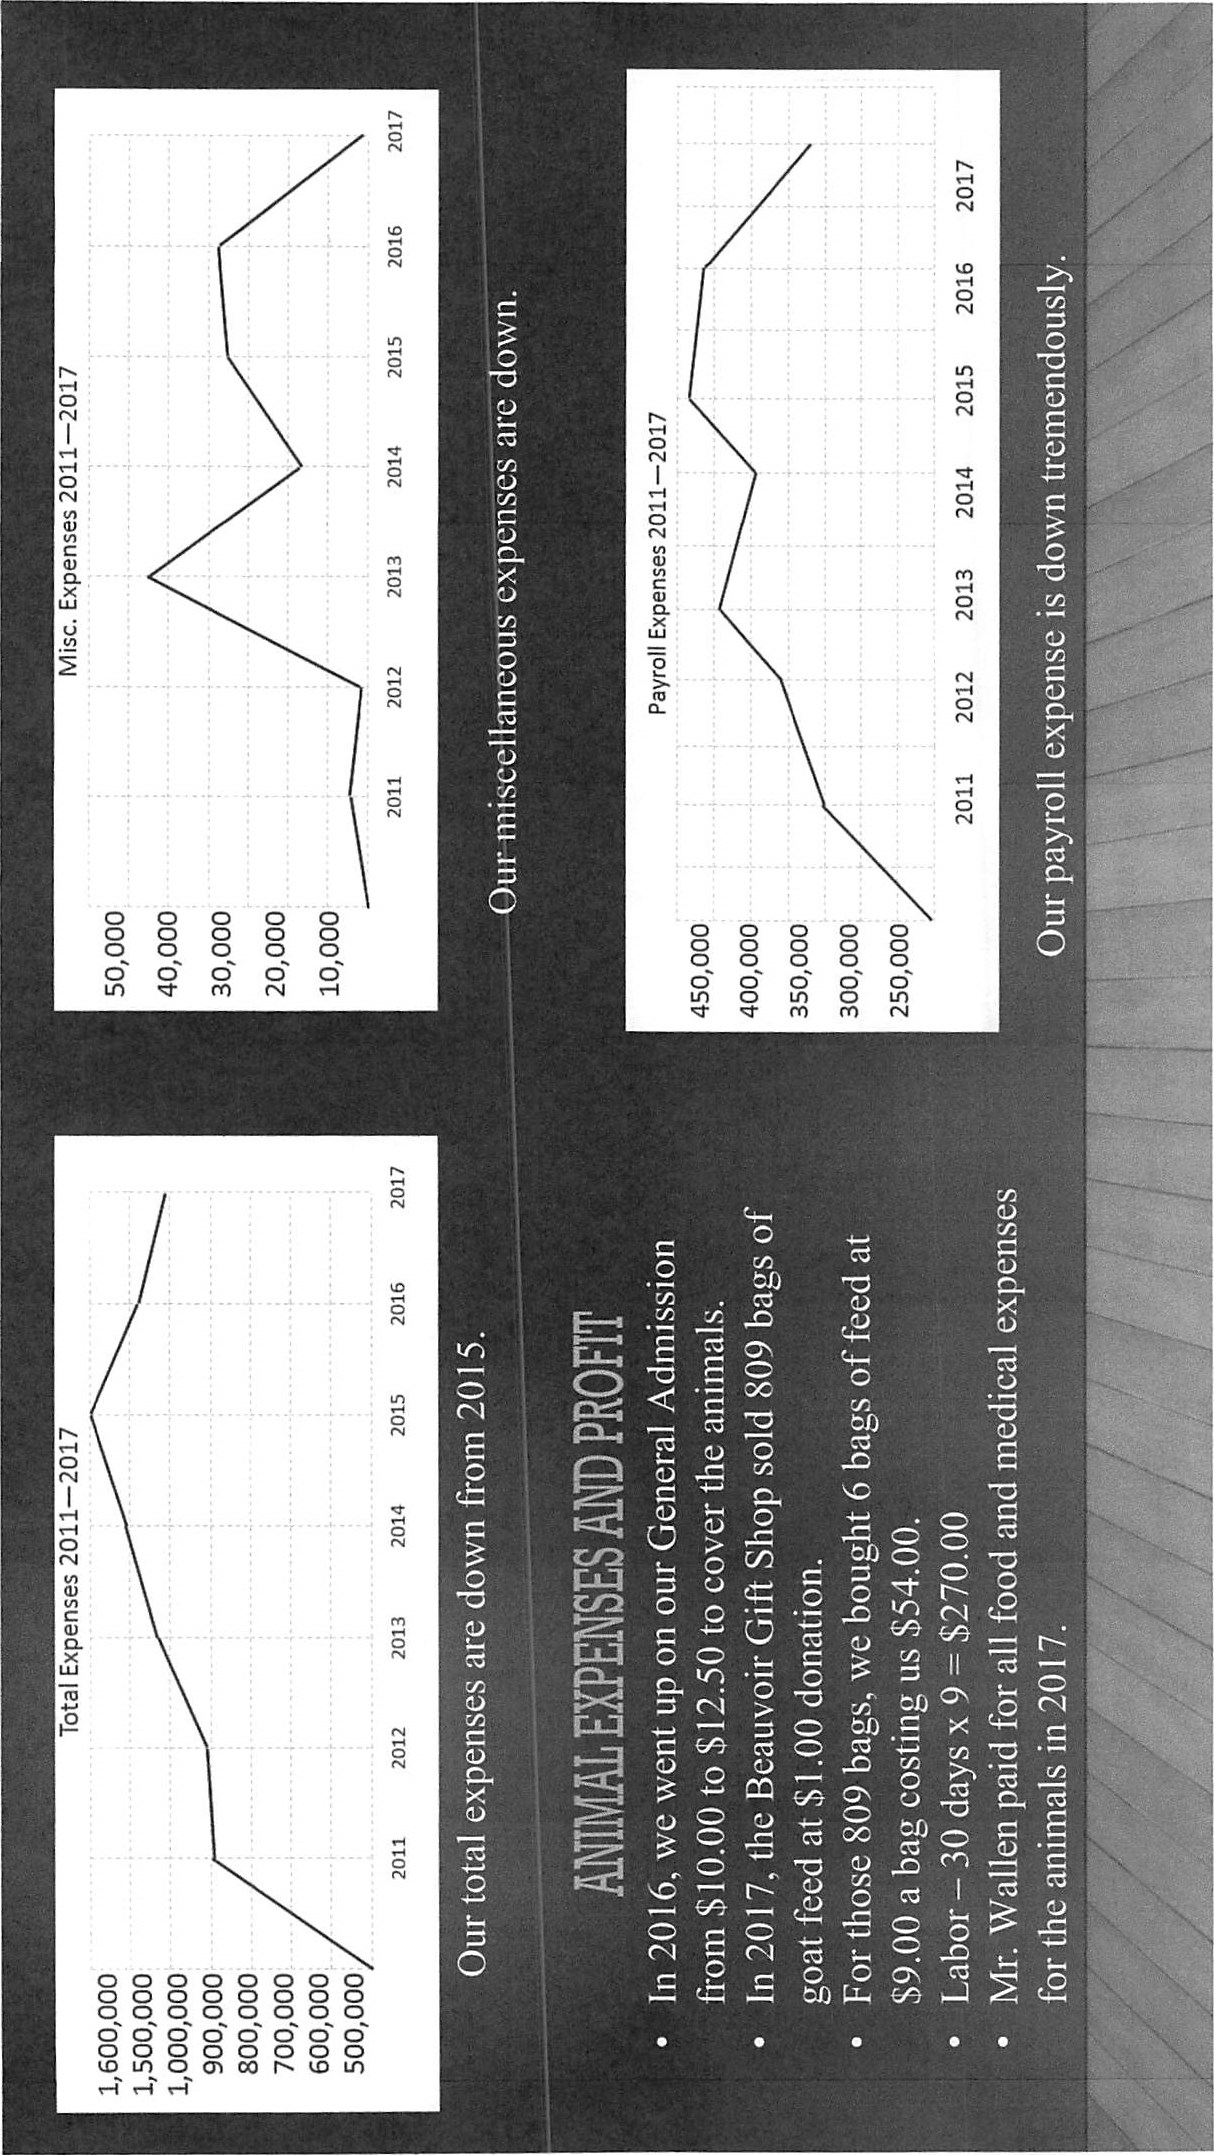 Total Expenses 2011—2017
1,600,000
1,500,000
1,000,000
900,000
800,000
700,000
600,000
500,000
2011 2012 2013 2014 2015 2016 2017
Our total expenses are down from 2015.
Misc. Expenses 2011—2017
50,000
40,000
30,000
20,000
10,000
2011 2012 2013 2014 2015 2016 2017
Our miscellaneous expenses are down.
ANIMAL EXPENSES AND PROFIT
• In 2016, we went up on our General Admission
from $10.00 to $12.50 to cover the animals.
• In 2017, the Beauvoir Gift Shop sold 809 bags of
goat feed at $1.00 donation.
• For those 809 bags, we bought 6 bags of feed at
$9.00 a bag costing us $54.00.
• Labor – 30 days x 9 = $270.00
• Mr. Wallen paid for all food and medical expenses
for the animals in 2017.
Payroll Expenses 2011—2017
450,000
400,000
350,000
300,000
250,000
2011 2012 2013 2014 2015 2016 2017
Our payroll expense is down tremendously.